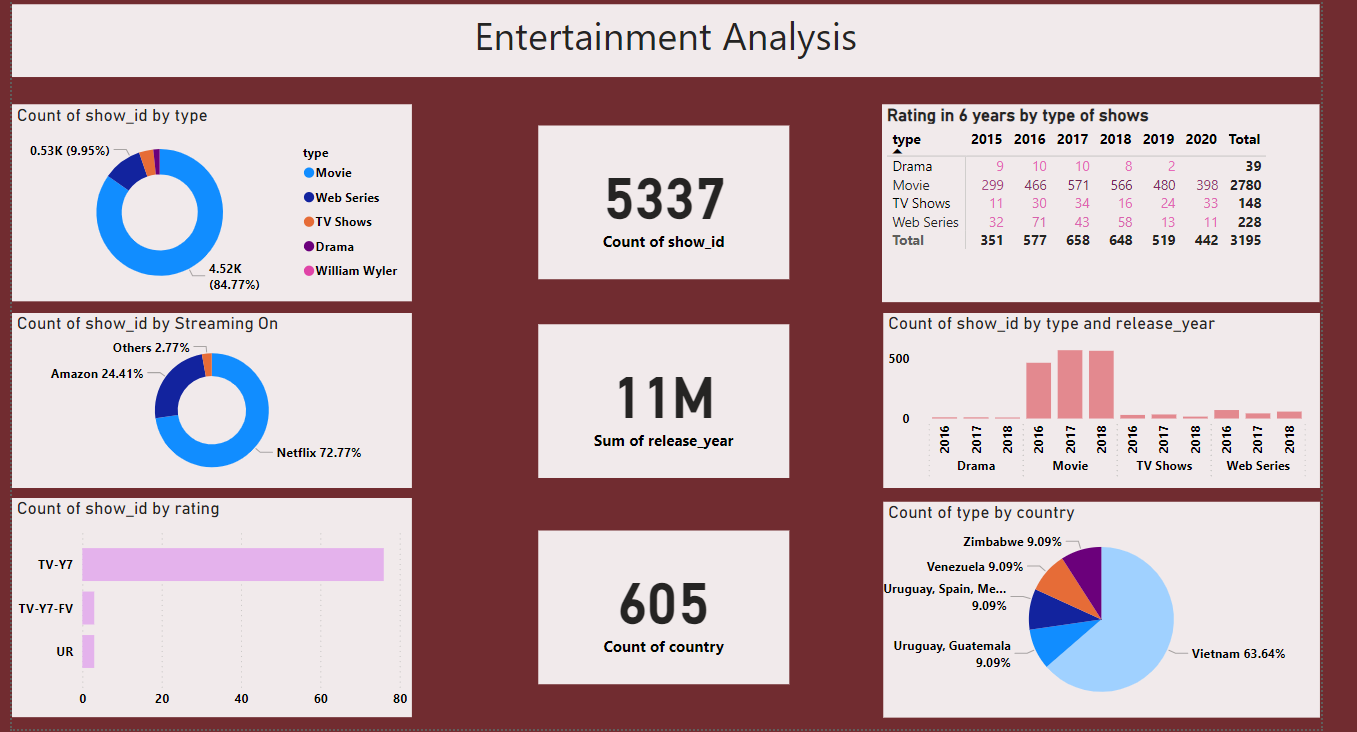 Entertainment Analysis
Count of show_id by type
0.53K (9.95%)
4.52K
(84.77%)
type
Movie
Web Series
TV Shows
Drama
William Wyler
5337
Count of show_id
Rating in 6 years by type of shows
type 2015 2016 2017 2018 2019 2020 Total
Drama 9 10 10 8 2 39
Movie 299 466 571 566 480 398 2780
TV Shows 11 30 34 16 24 33 148
Web Series 32 71 43 58 13 11 228
Total 351 577 658 648 519 442 3195
Count of show_id by Streaming On
Others 2.77%
Amazon 24.41%
Netflix 72.77%
11M
Sum of release_year
Count of show_id by type and release_year
500
0
2016 2017 2018 2016 2017 2018 2016 2017 2018 2016 2017 2018
Drama Movie TV Shows Web Series
Count of show_id by rating
TV-Y7
TV-Y7-FV
UR
0 20 40 60 80
605
Count of country
Count of type by country
Zimbabwe 9.09%
Venezuela 9.09%
Uruguay, Spain, Me...
9.09%
Uruguay, Guatemala
9.09%
Vietnam 63.64%